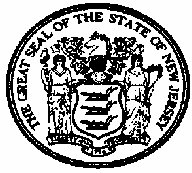 THE GREAT SEAL OF THE STATE OF NEW JERSEY